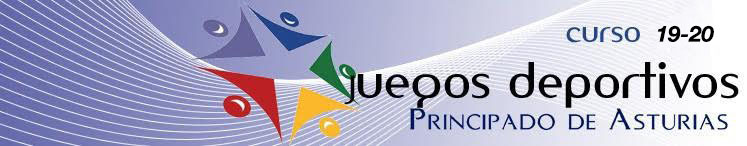 curso 19-20
juegos deportivos
PRINCIPADO DE ASTURIAS